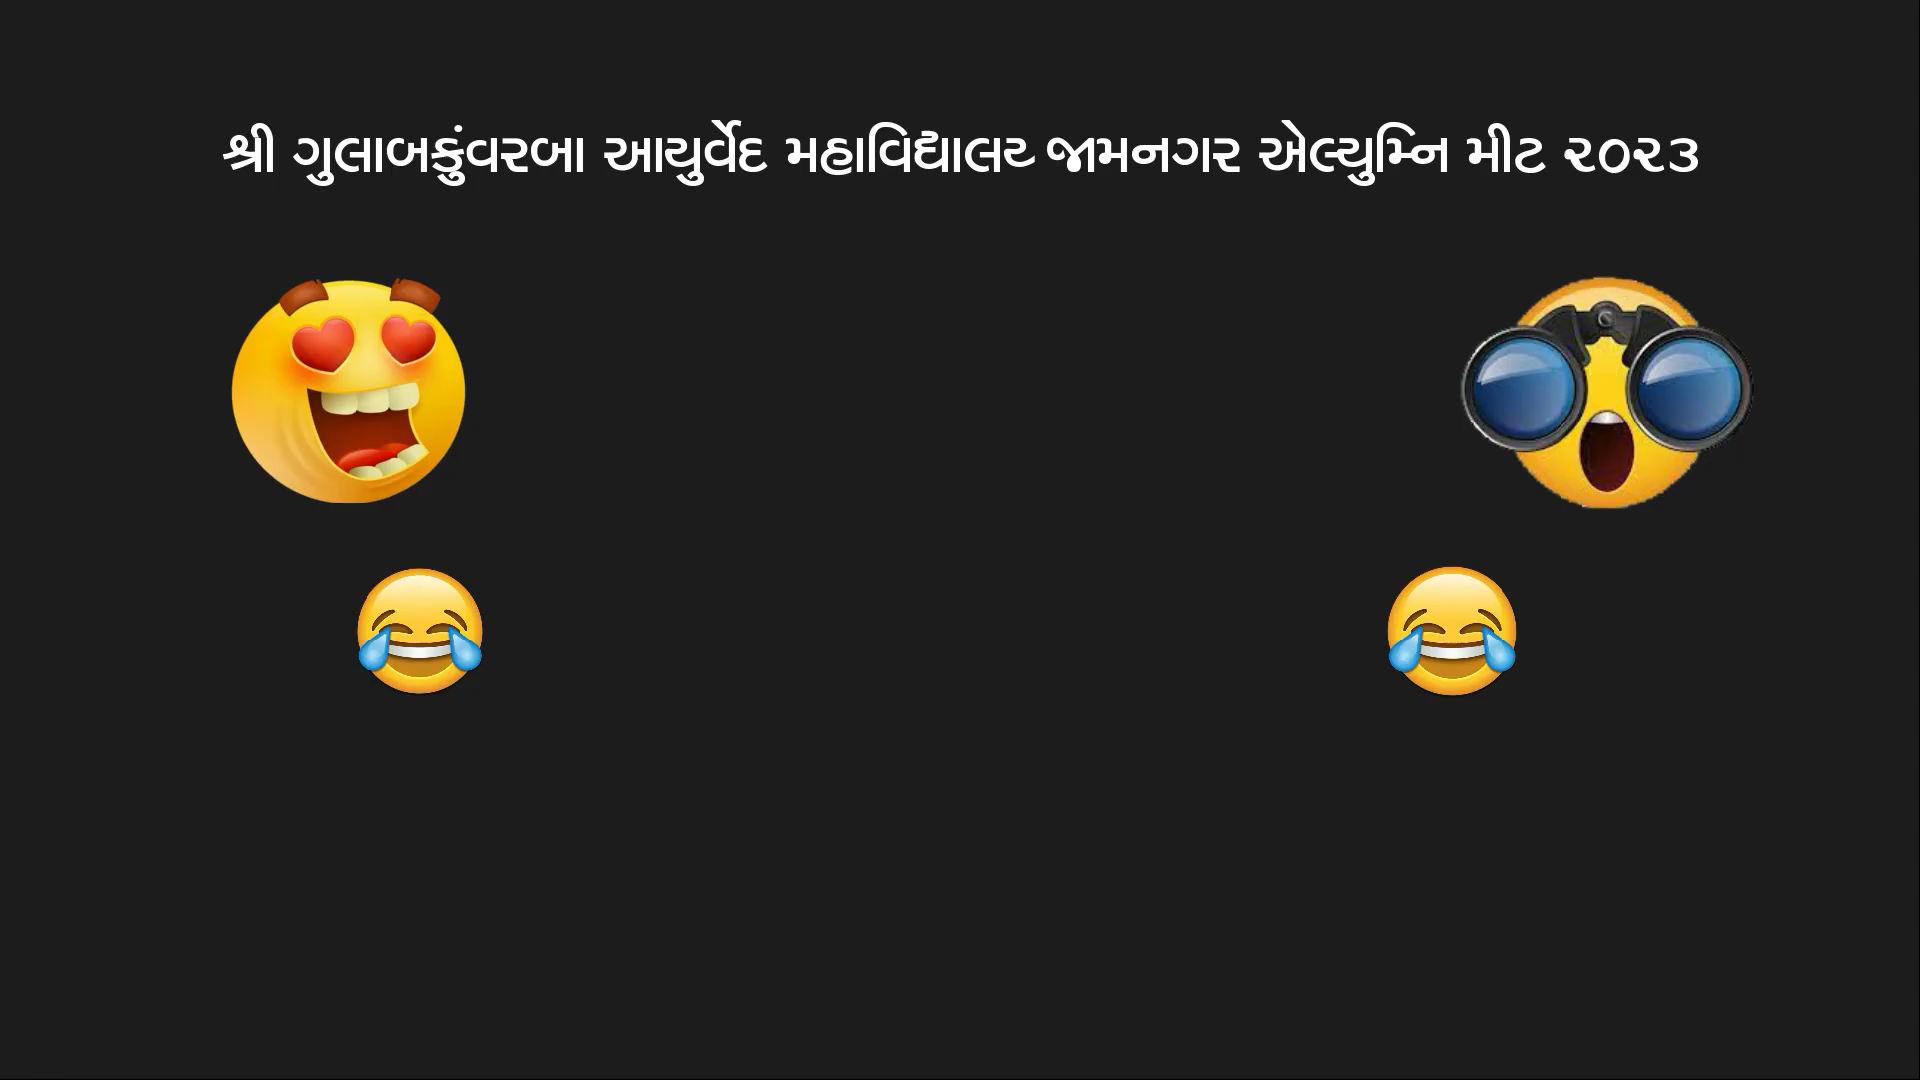 શ્રી ગુલાબકુંવરબા આયુર્વેદ મહાવિદ્યાલય જામનગર એલ્યુમ્નિ મીટ ૨૦૨૩